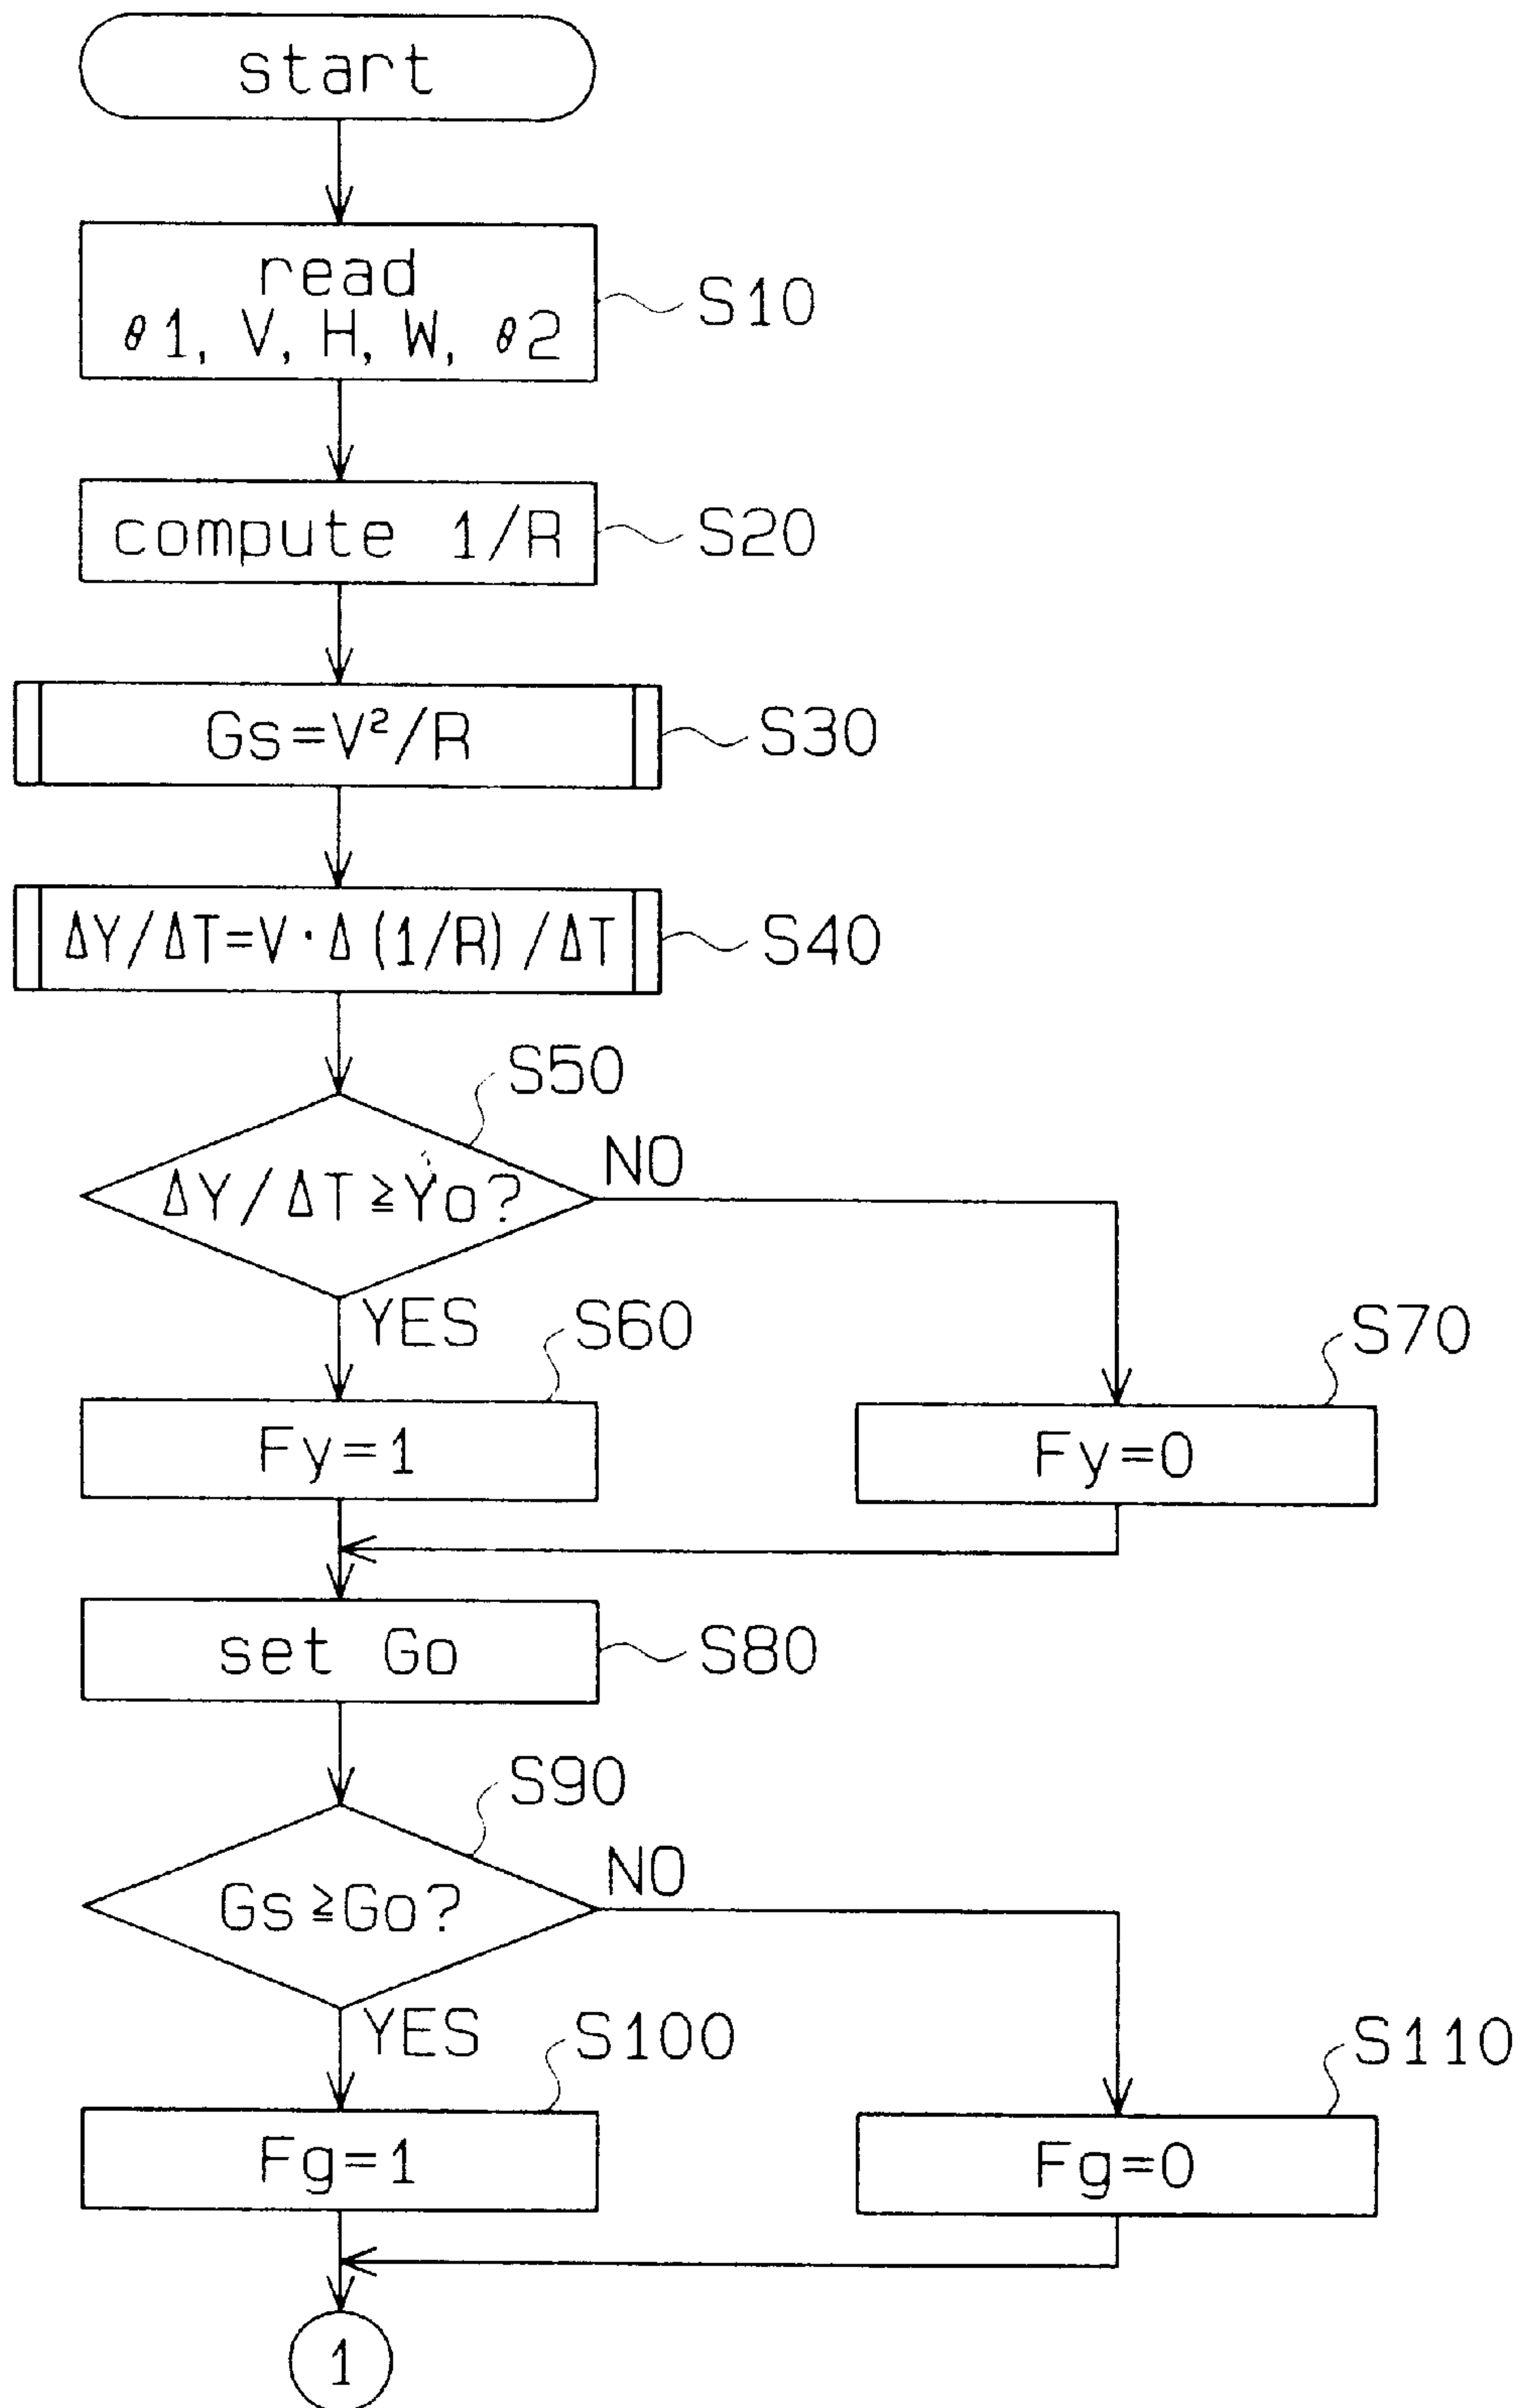 start
read
θ1, V, H, W, θ2
S10
compute 1/R
S20
Gs=V²/R
S30
ΔY/ΔT=V·Δ(1/R)/ΔT
S40
S50
ΔY/ΔT≧Yo?
NO
YES
S60
S70
Fy=1
Fy=0
set Go
S80
S90
Gs≧Go?
NO
YES
S100
S110
Fg=1
Fg=0
1